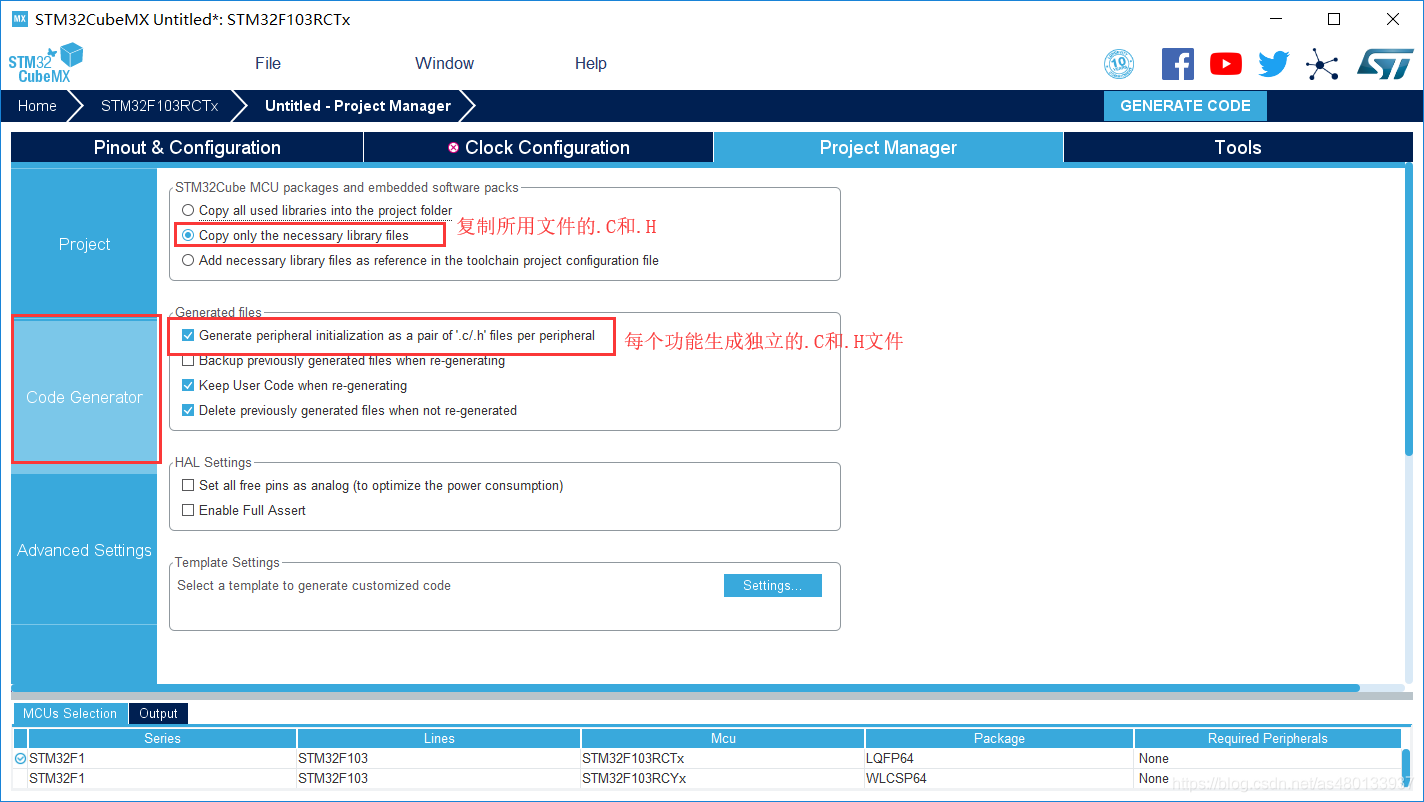 MX STM32CubeMX Untitled*: STM32F103RCTx
STM32
CubeMX
File
Window
Help
10
ST
Home
STM32F103RCTx
Untitled - Project Manager
GENERATE CODE
Pinout & Configuration
Clock Configuration
Project Manager
Tools
Project
Code Generator
Advanced Settings
STM32Cube MCU packages and embedded software packs
Copy all used libraries into the project folder
Copy only the necessary library files
复制所用文件的.C和.H
Add necessary library files as reference in the toolchain project configuration file
Generated files
Generate peripheral initialization as a pair of '.c/.h' files per peripheral
每个功能生成独立的.C和.H文件
Backup previously generated files when re-generating
Keep User Code when re-generating
Delete previously generated files when not re-generated
HAL Settings
Set all free pins as analog (to optimize the power consumption)
Enable Full Assert
Template Settings
Select a template to generate customized code
Settings...
MCUs Selection
Output
Series Lines Mcu Package Required Peripherals
STM32F1 STM32F103 STM32F103RCTx LQFP64 None
STM32F1 STM32F103 STM32F103RCYx WLCSP64 None
https://blog.csdn.net/as480133937